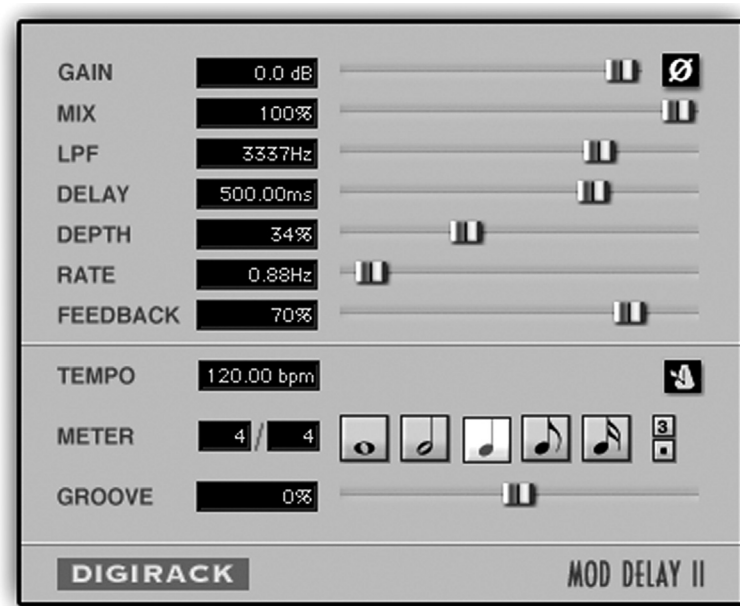 GAIN 0.0 dB Ø
MIX 100%
LPF 3337Hz
DELAY 500.00ms
DEPTH 34%
RATE 0.88Hz
FEEDBACK 70%
TEMPO 120.00 bpm
METER 4 / 4 3
GROOVE 0%
DIGIRACK MOD DELAY II